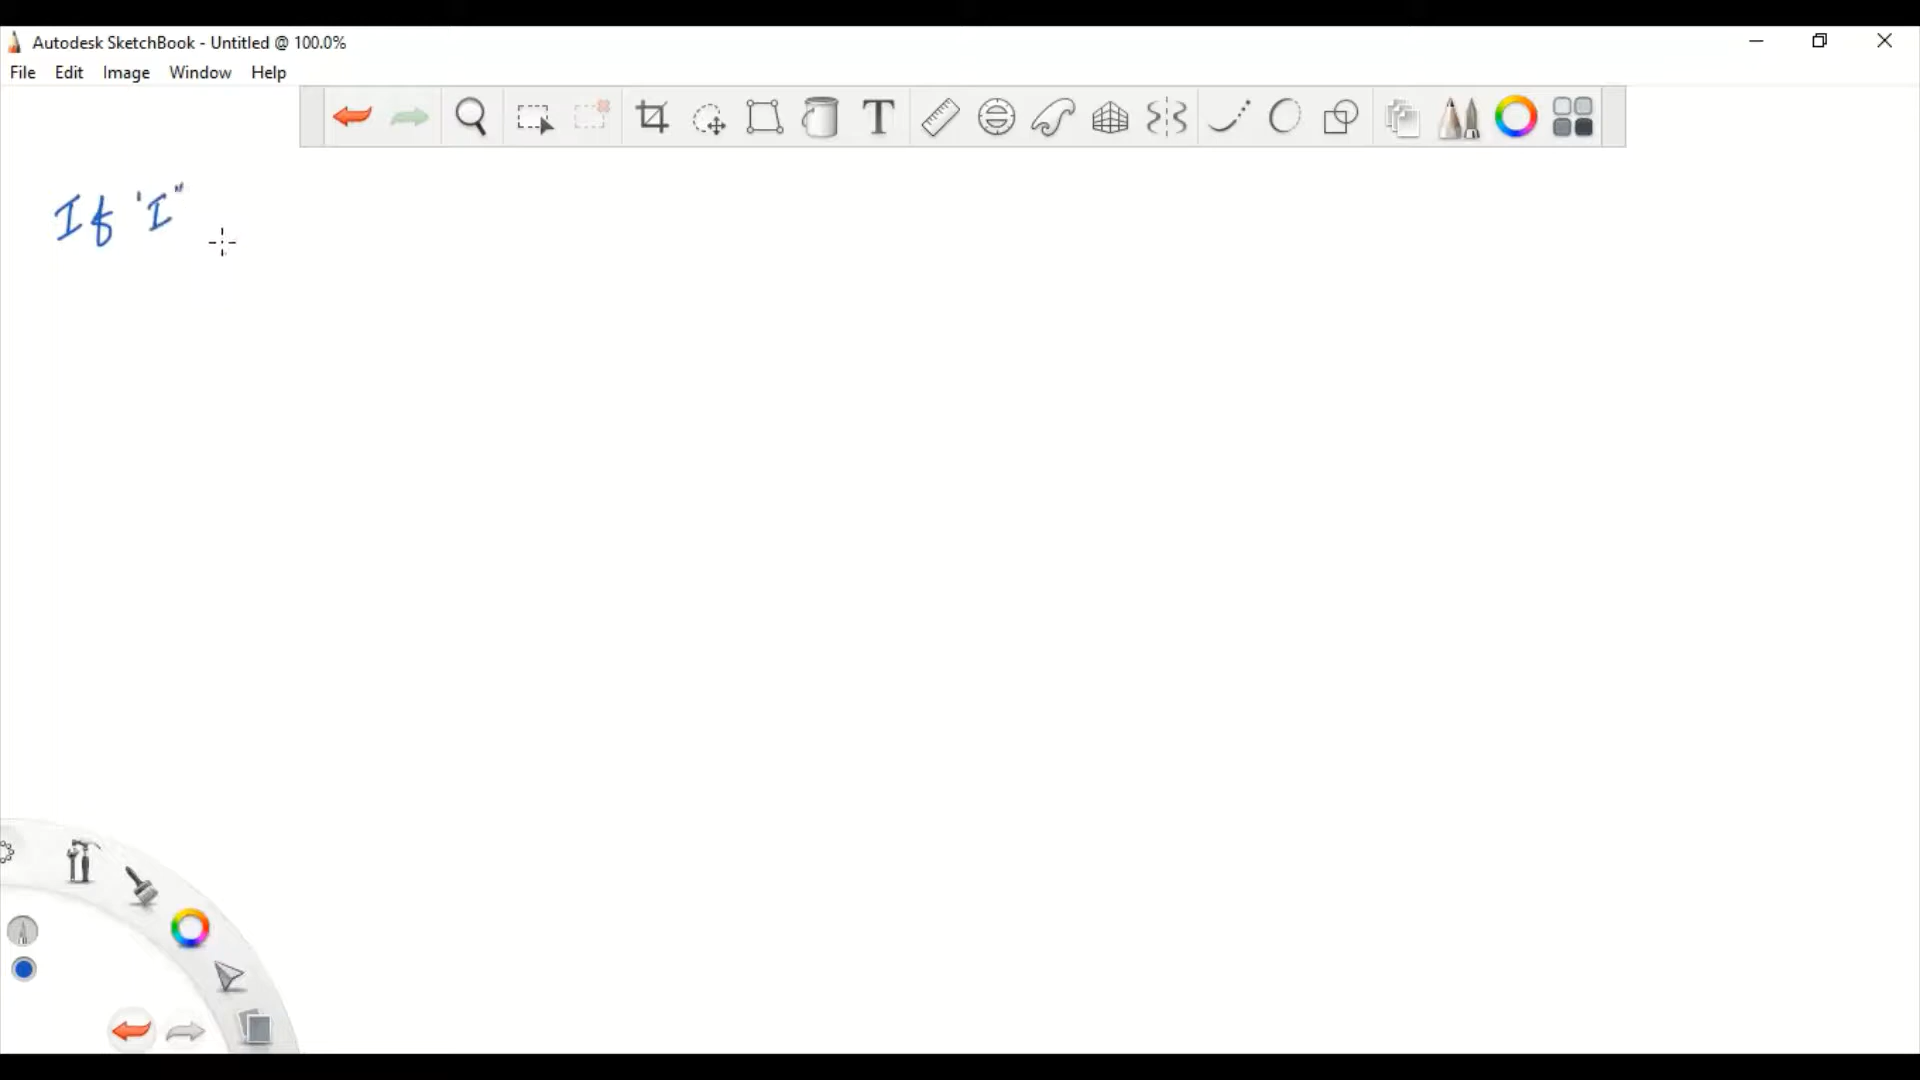 Autodesk SketchBook - Untitled @ 100.0%
File Edit Image Window Help
T
If 'I"